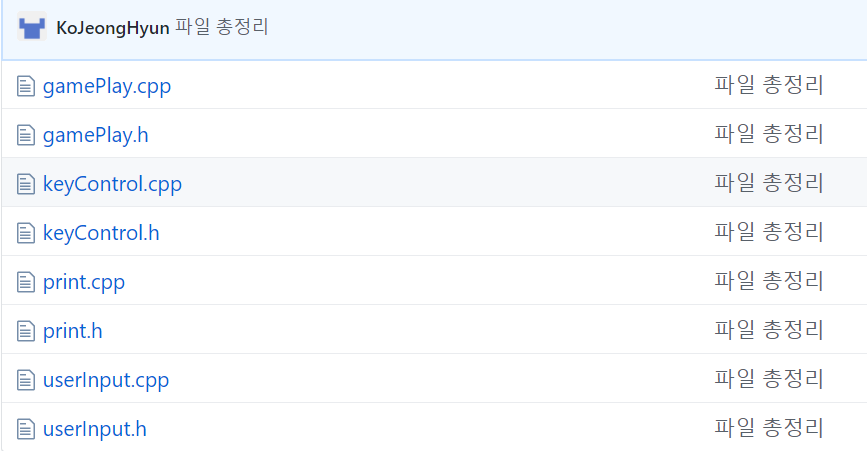 KoJeongHyun 파일 총정리
gamePlay.cpp 파일 총정리
gamePlay.h 파일 총정리
keyControl.cpp 파일 총정리
keyControl.h 파일 총정리
print.cpp 파일 총정리
print.h 파일 총정리
userInput.cpp 파일 총정리
userInput.h 파일 총정리